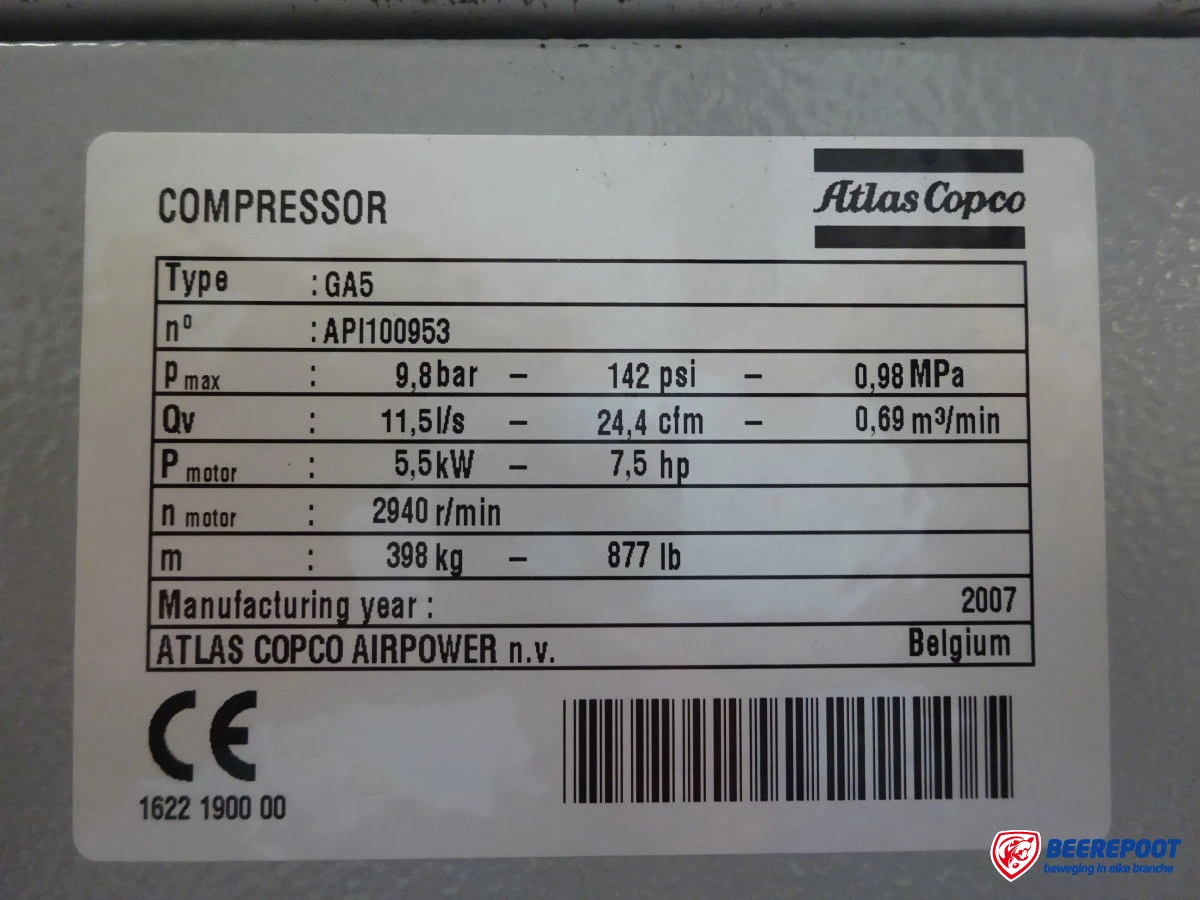 COMPRESSOR
Atlas Copco
Type : GA5
nº : API100953
P max : 9,8 bar – 142 psi – 0,98 MPa
Qv : 11,5 l/s – 24,4 cfm – 0,69 m³/min
P motor : 5,5 kW – 7,5 hp
n motor : 2940 r/min
m : 398 kg – 877 lb
Manufacturing year : 2007
ATLAS COPCO AIRPOWER n.v. Belgium
CE
1622 1900 00
BEEREPOOT
beweging in elke branche